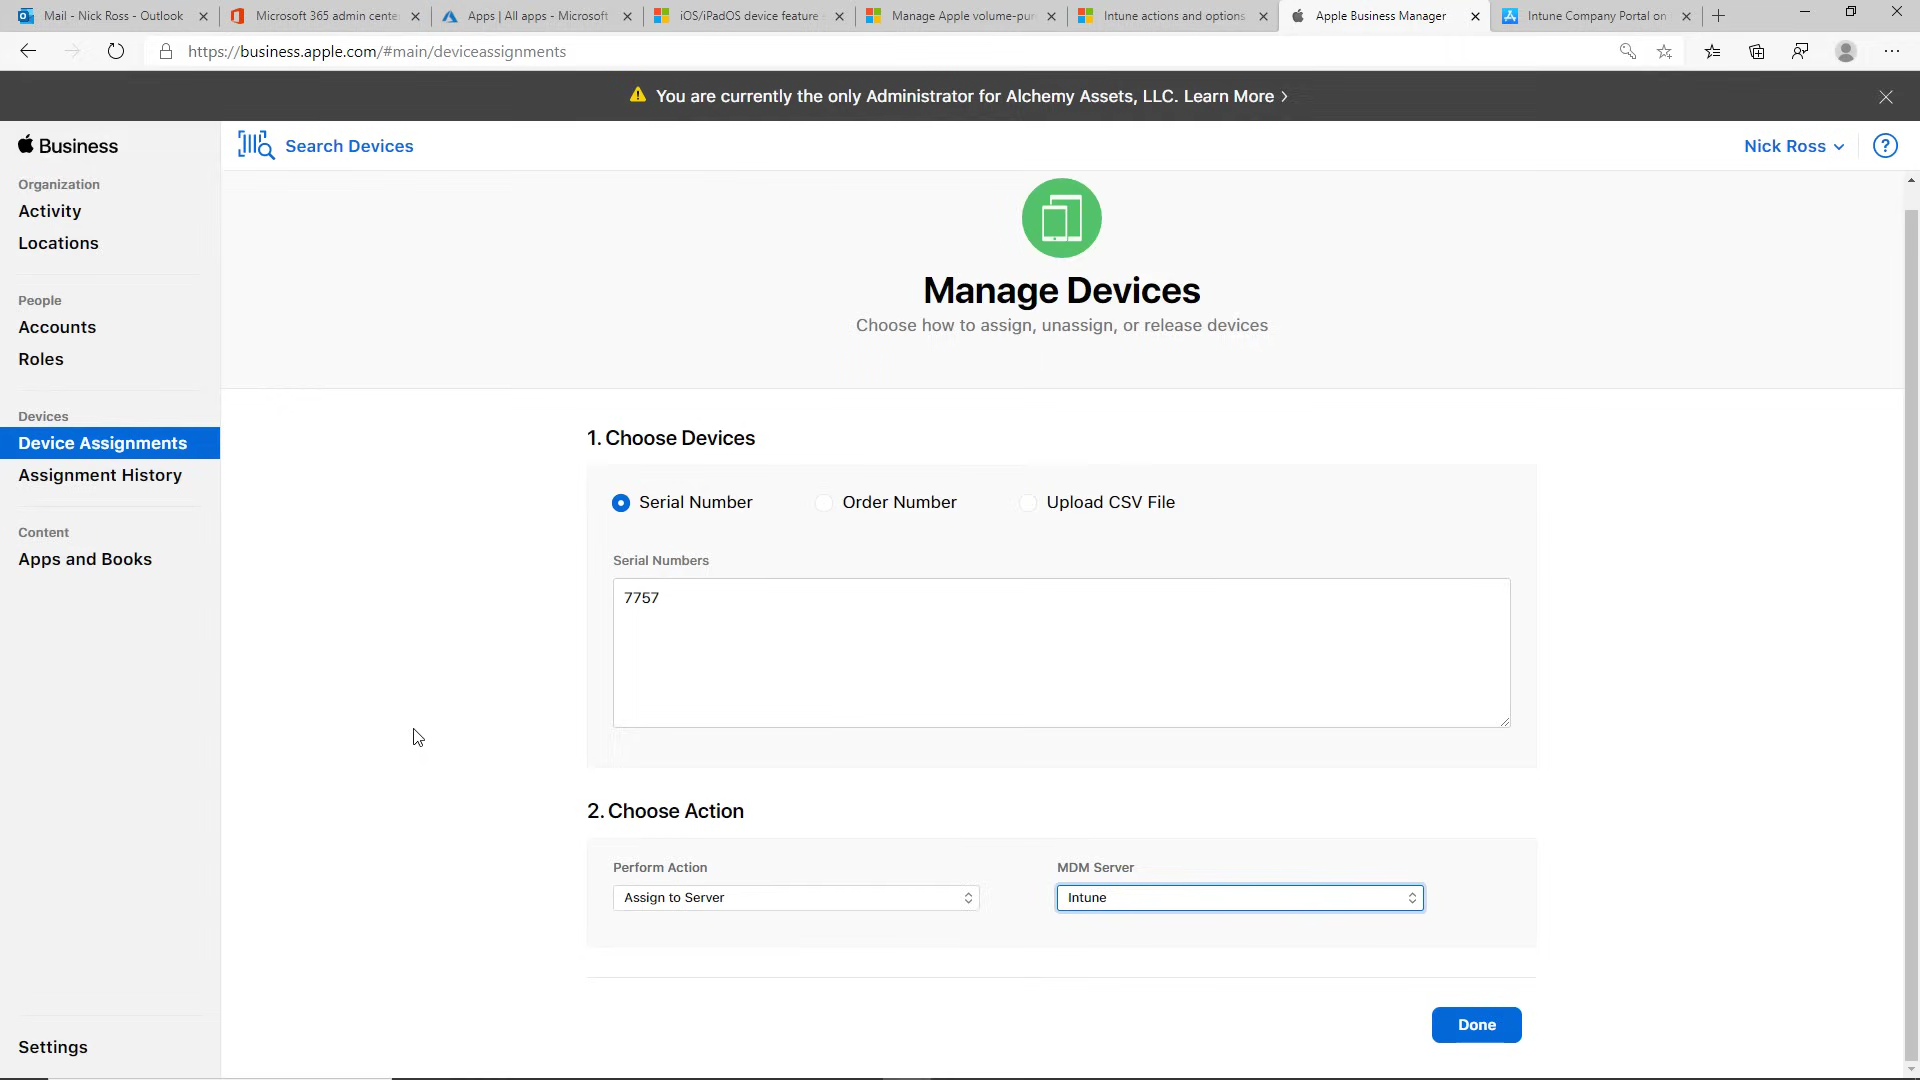 Mail - Nick Ross - Outlook
Microsoft 365 admin cente
Apps | All apps - Microsoft
iOS/iPadOS device feature s
Manage Apple volume-pur
Intune actions and options
Apple Business Manager
Intune Company Portal on
https://business.apple.com/#main/deviceassignments
You are currently the only Administrator for Alchemy Assets, LLC. Learn More >
Business
Search Devices
Nick Ross
?
Organization
Activity
Locations
People
Accounts
Roles
Devices
Device Assignments
Assignment History
Content
Apps and Books
Settings
Manage Devices
Choose how to assign, unassign, or release devices
1. Choose Devices
Serial Number
Order Number
Upload CSV File
Serial Numbers
7757
2. Choose Action
Perform Action
MDM Server
Assign to Server
Intune
Done